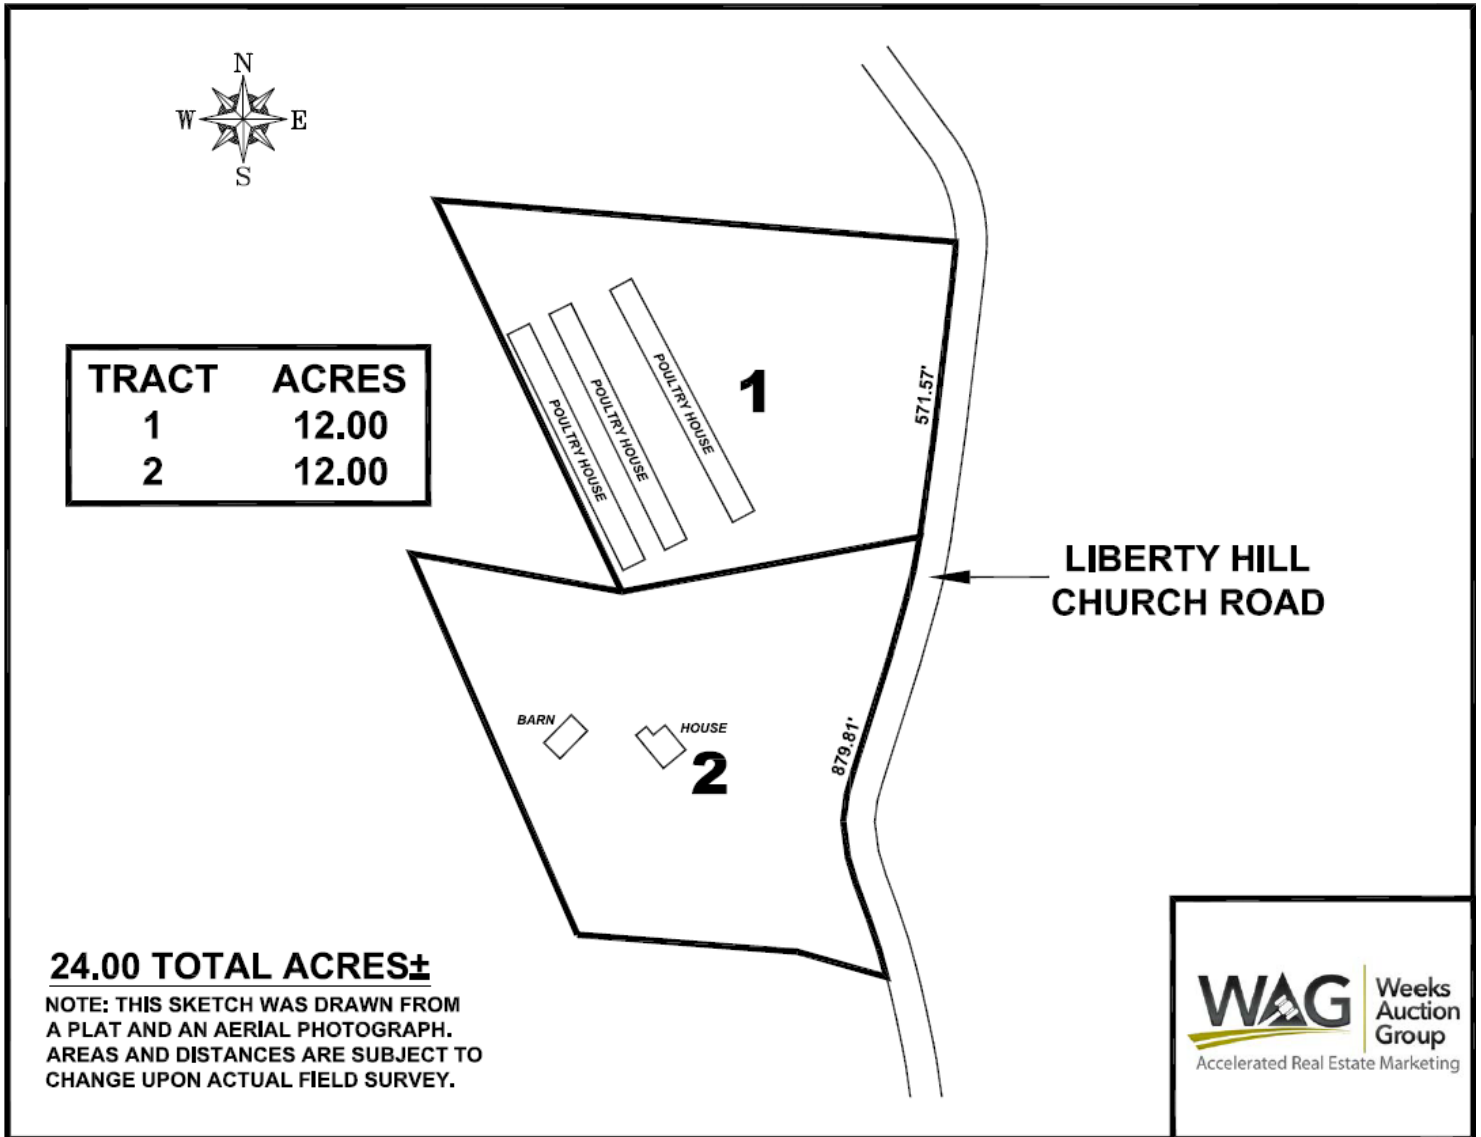 N
W E
S
TRACT ACRES
1 12.00
2 12.00
POULTRY HOUSE
POULTRY HOUSE
POULTRY HOUSE
1
571.57'
LIBERTY HILL
CHURCH ROAD
BARN
HOUSE
2
879.81'
24.00 TOTAL ACRES±
NOTE: THIS SKETCH WAS DRAWN FROM
A PLAT AND AN AERIAL PHOTOGRAPH.
AREAS AND DISTANCES ARE SUBJECT TO
CHANGE UPON ACTUAL FIELD SURVEY.
WAG
Weeks
Auction
Group
Accelerated Real Estate Marketing